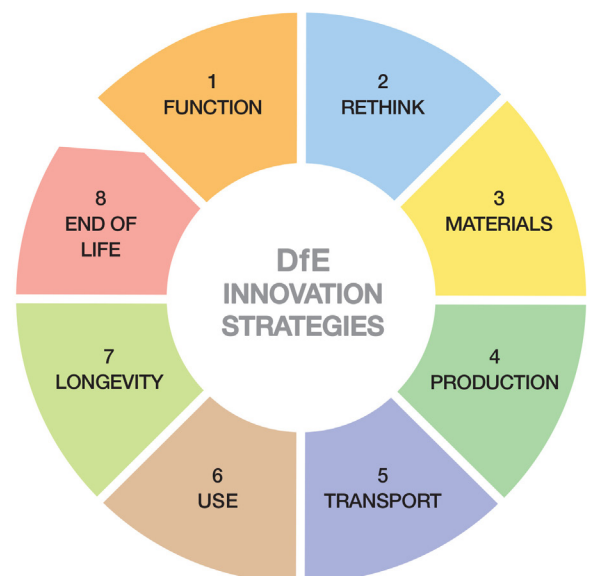 1
FUNCTION
2
RETHINK
3
MATERIALS
4
PRODUCTION
5
TRANSPORT
6
USE
7
LONGEVITY
8
END OF
LIFE
DfE
INNOVATION
STRATEGIES